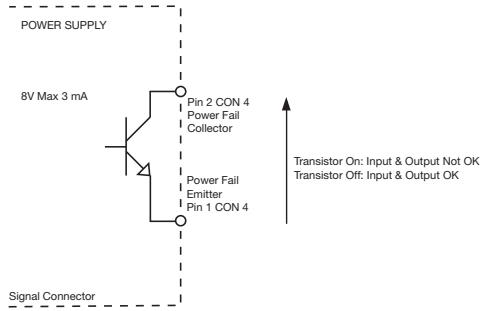 POWER SUPPLY
8V Max 3 mA
Pin 2 CON 4
Power Fail
Collector
Transistor On: Input & Output Not OK
Transistor Off: Input & Output OK
Power Fail
Emitter
Pin 1 CON 4
Signal Connector